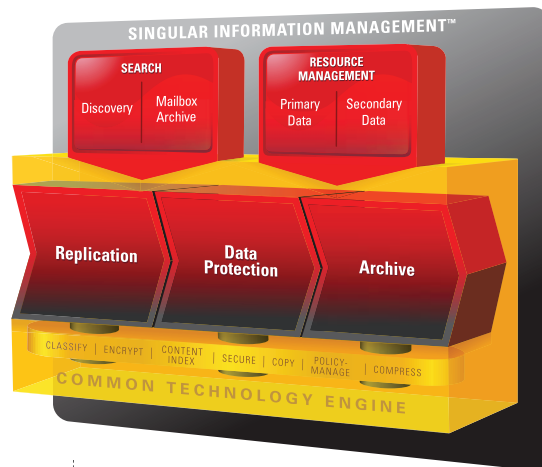 SINGULAR INFORMATION MANAGEMENT™
SEARCH
Discovery
Mailbox
Archive
RESOURCE
MANAGEMENT
Primary
Data
Secondary
Data
Replication
Data
Protection
Archive
CLASSIFY | ENCRYPT | CONTENT INDEX | SECURE | COPY | POLICY-MANAGE | COMPRESS
COMMON TECHNOLOGY ENGINE